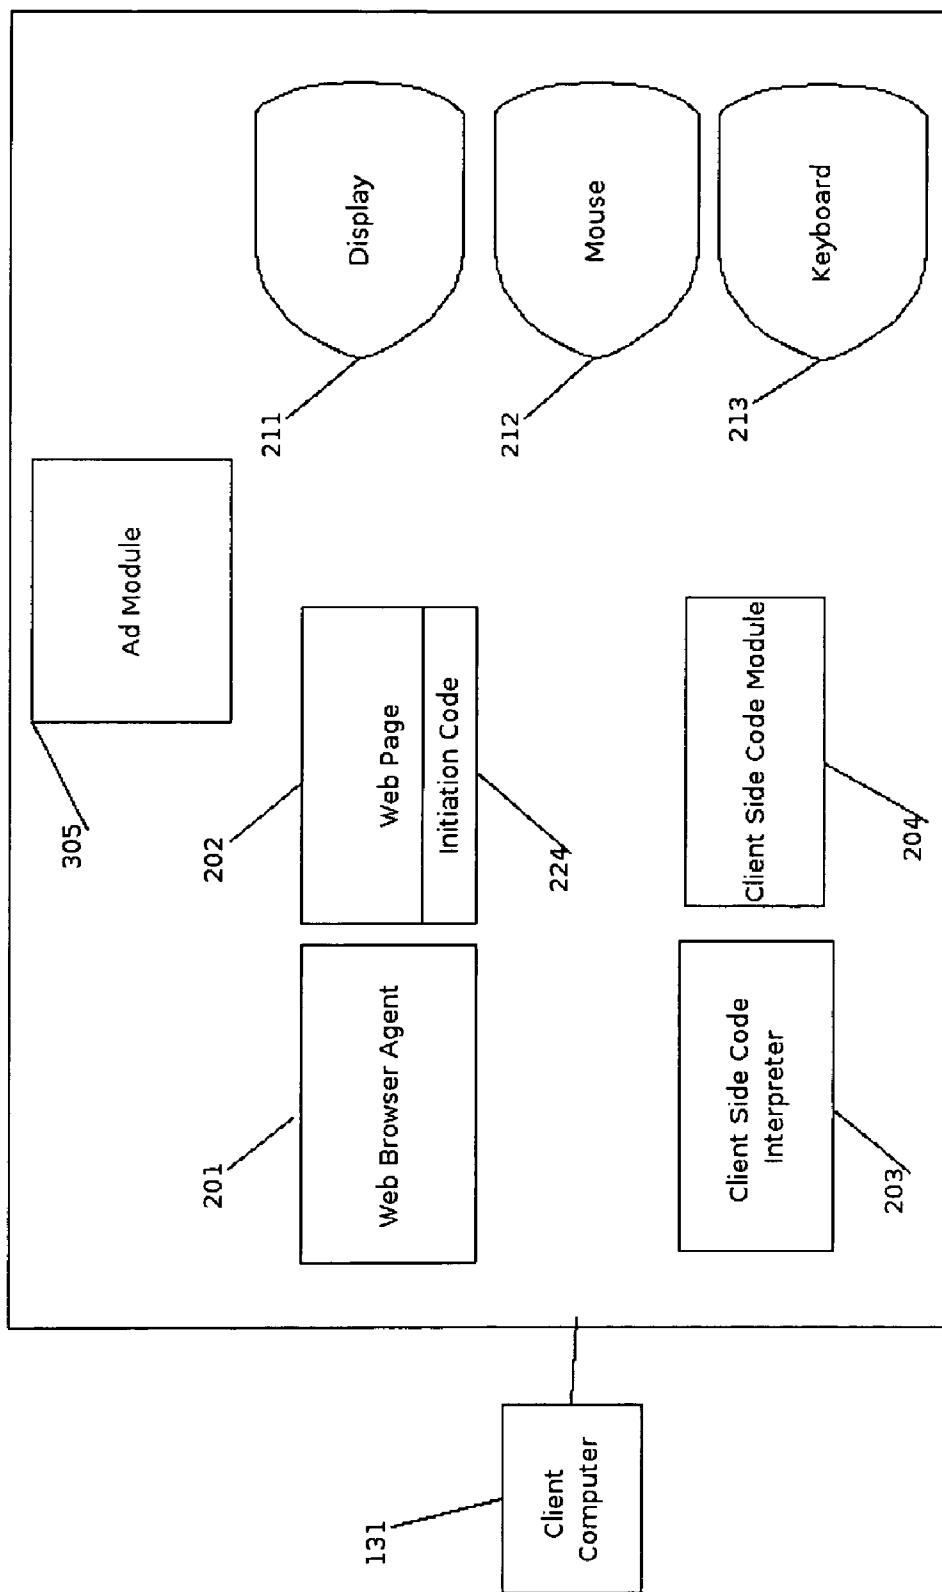 305
Ad Module
201
Web Browser Agent
202
Web Page
Initiation Code
224
211
Display
131
Client
Computer
212
Mouse
Client Side Code
Interpreter
203
Client Side Code Module
204
213
Keyboard